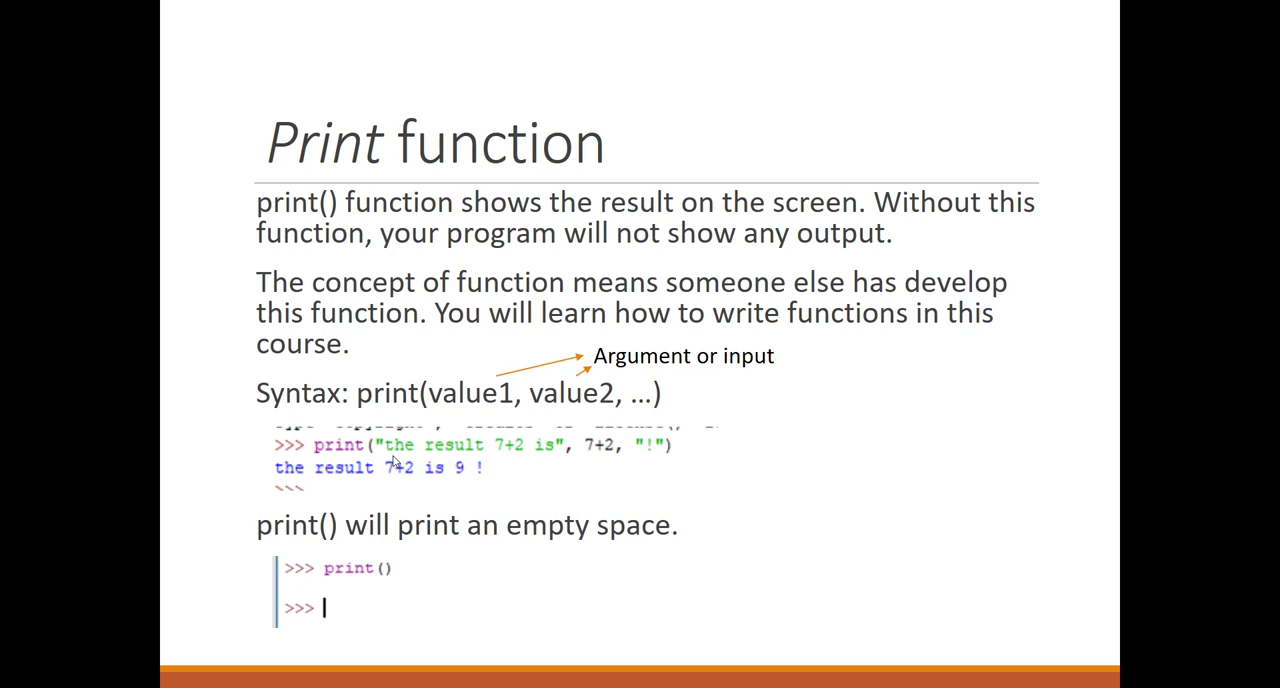 Print function
print() function shows the result on the screen. Without this
function, your program will not show any output.
The concept of function means someone else has develop
this function. You will learn how to write functions in this
course.
Argument or input
Syntax: print(value1, value2, …)
>>> print("the result 7+2 is", 7+2, "!")
the result 7+2 is 9 !
print() will print an empty space.
>>> print()
>>>